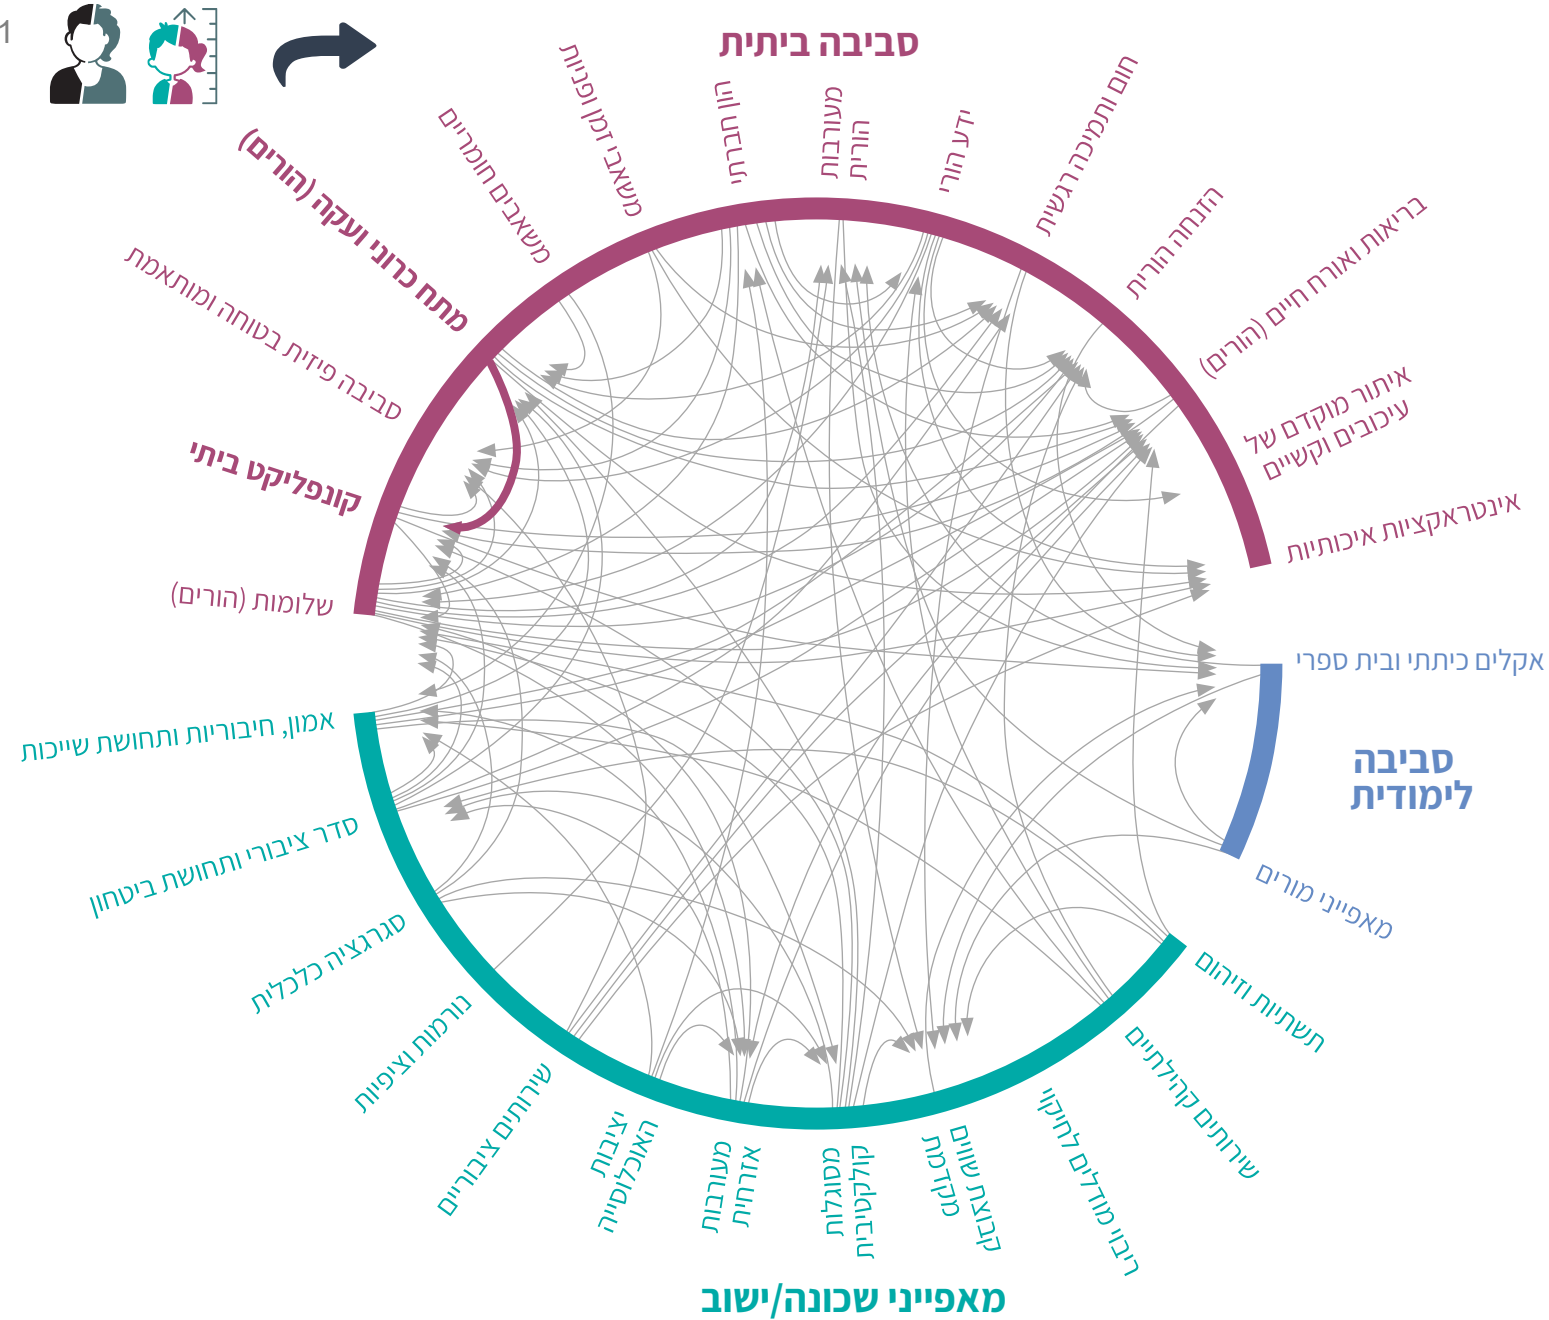 1
סביבה ביתית
שלומות (הורים)
קונפליקט ביתי
סביבה פיזית בטוחה ומותאמת
מתח כרוני ועקה (הורים)
משאבים חומריים
משאבי זמן ופניות
הון תרבותי
מעורבות
הורית
ידע הורי
חום ותמיכה רגשית
הזנחה הורית
בריאות ואורח חיים (הורים)
איתור מוקדם של
עיכובים וקשיים
אינטראקציות איכותיות
אקלים כיתתי ובית ספרי
סביבה
לימודית
מאפייני מורים
תשתיות וזיהום
שירותים קהילתיים
ריבוי מודלים לחיקוי
קבוצת שווים
מקדמת
מסוגלות
קולקטיבית
מעורבות
אזרחית
יציבות
האוכלוסייה
שירותים ציבוריים
נורמות וציפיות
סגרגציה כלכלית
סדר ציבורי ותחושת ביטחון
אמון, חיבוריות ותחושת שייכות
מאפייני שכונה/ישוב